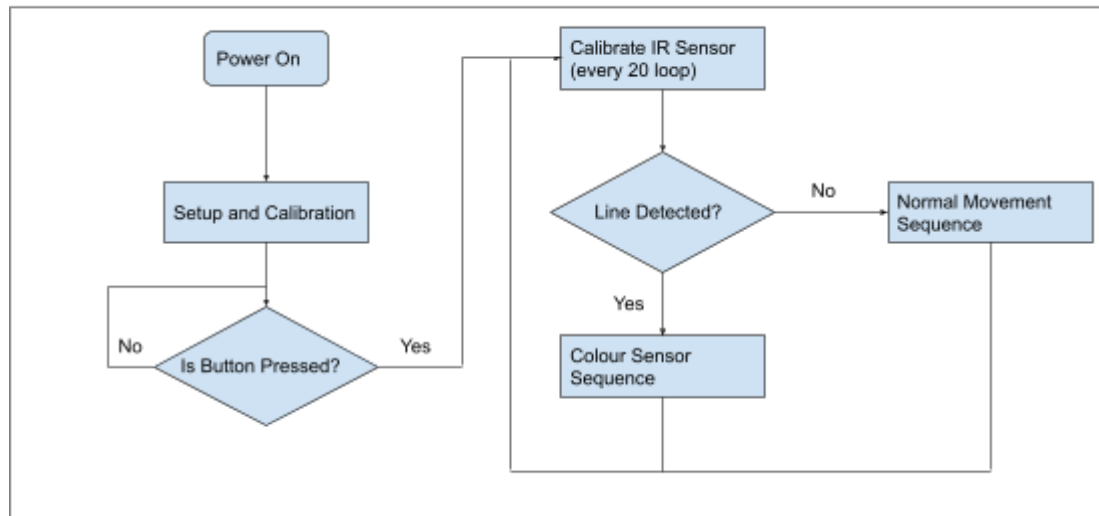 Power On
Setup and Calibration
No
Is Button Pressed?
Yes
Calibrate IR Sensor
(every 20 loop)
Line Detected?
No
Normal Movement
Sequence
Yes
Colour Sensor
Sequence